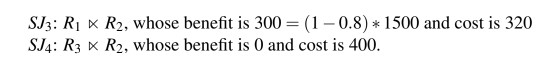 SJ₃: R₁ ⋉ R₂, whose benefit is 300 = (1 − 0.8) ∗ 1500 and cost is 320
SJ₄: R₃ ⋉ R₂, whose benefit is 0 and cost is 400.